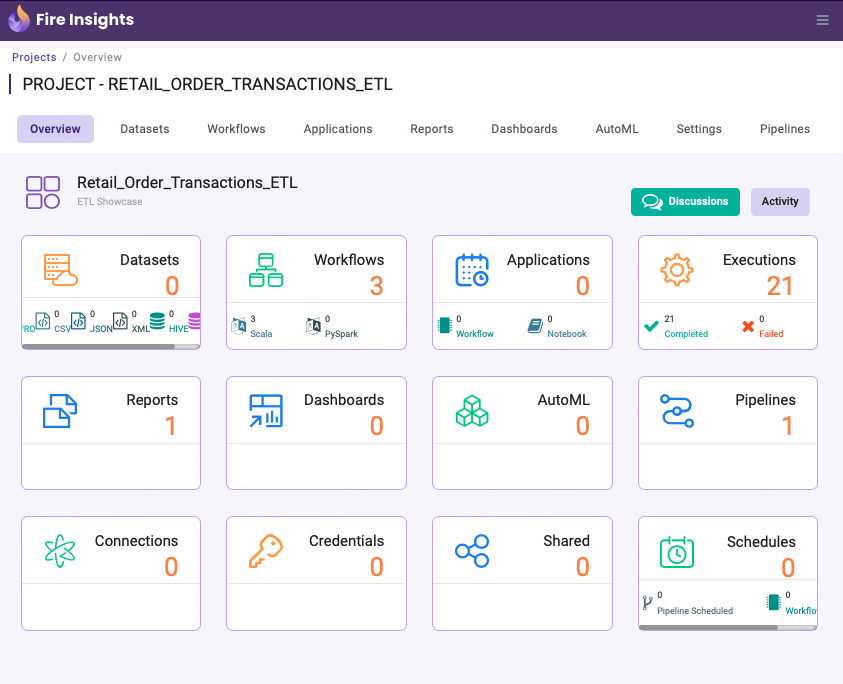 Fire Insights
Projects / Overview
PROJECT - RETAIL_ORDER_TRANSACTIONS_ETL
Overview Datasets Workflows Applications Reports Dashboards AutoML Settings Pipelines
Retail_Order_Transactions_ETL
ETL Showcase
Discussions Activity
Datasets
0
0 0 0 0
CSV JSON XML HIVE
Workflows
3
3 0
Scala PySpark
Applications
0
0 0
Workflow Notebook
Executions
21
21 0
Completed Failed
Reports
1
Dashboards
0
AutoML
0
Pipelines
1
Connections
0
Credentials
0
Shared
0
Schedules
0
0 0
Pipeline Scheduled Workflo